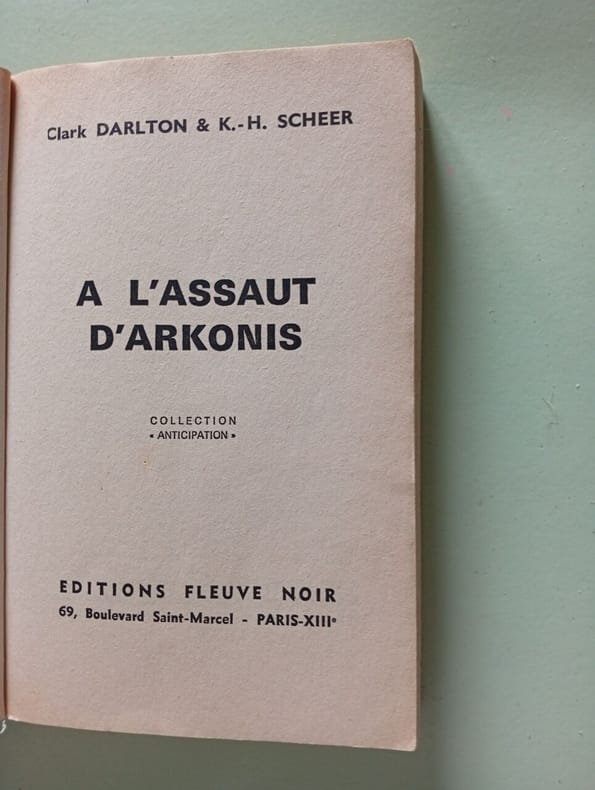 Clark DARLTON & K.-H. SCHEER
A L'ASSAUT
D'ARKONIS
COLLECTION
« ANTICIPATION »
EDITIONS FLEUVE NOIR
69, Boulevard Saint-Marcel - PARIS-XIIIᵉ